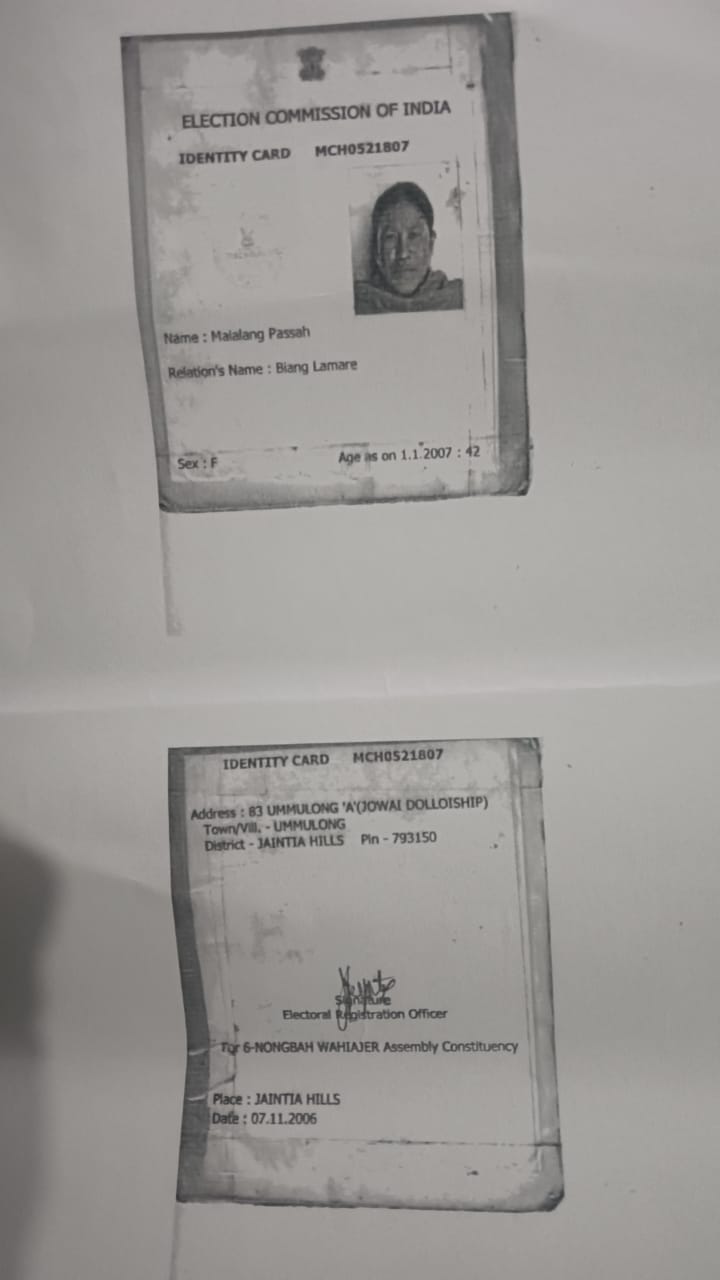 ELECTION COMMISSION OF INDIA
IDENTITY CARD MCH0521807
Name : Malalang Passah
Relation's Name : Biang Lamare
Sex : F
Age as on 1.1.2007 : 42
IDENTITY CARD MCH0521807
Address : 83 UMMULONG 'A'(JOWAI DOLLOISHIP)
Town/Vill. - UMMULONG
District - JAINTIA HILLS Pin - 793150
Signature
Electoral Registration Officer
For 6-NONGBAH WAHIAJER Assembly Constituency
Place : JAINTIA HILLS
Date : 07.11.2006